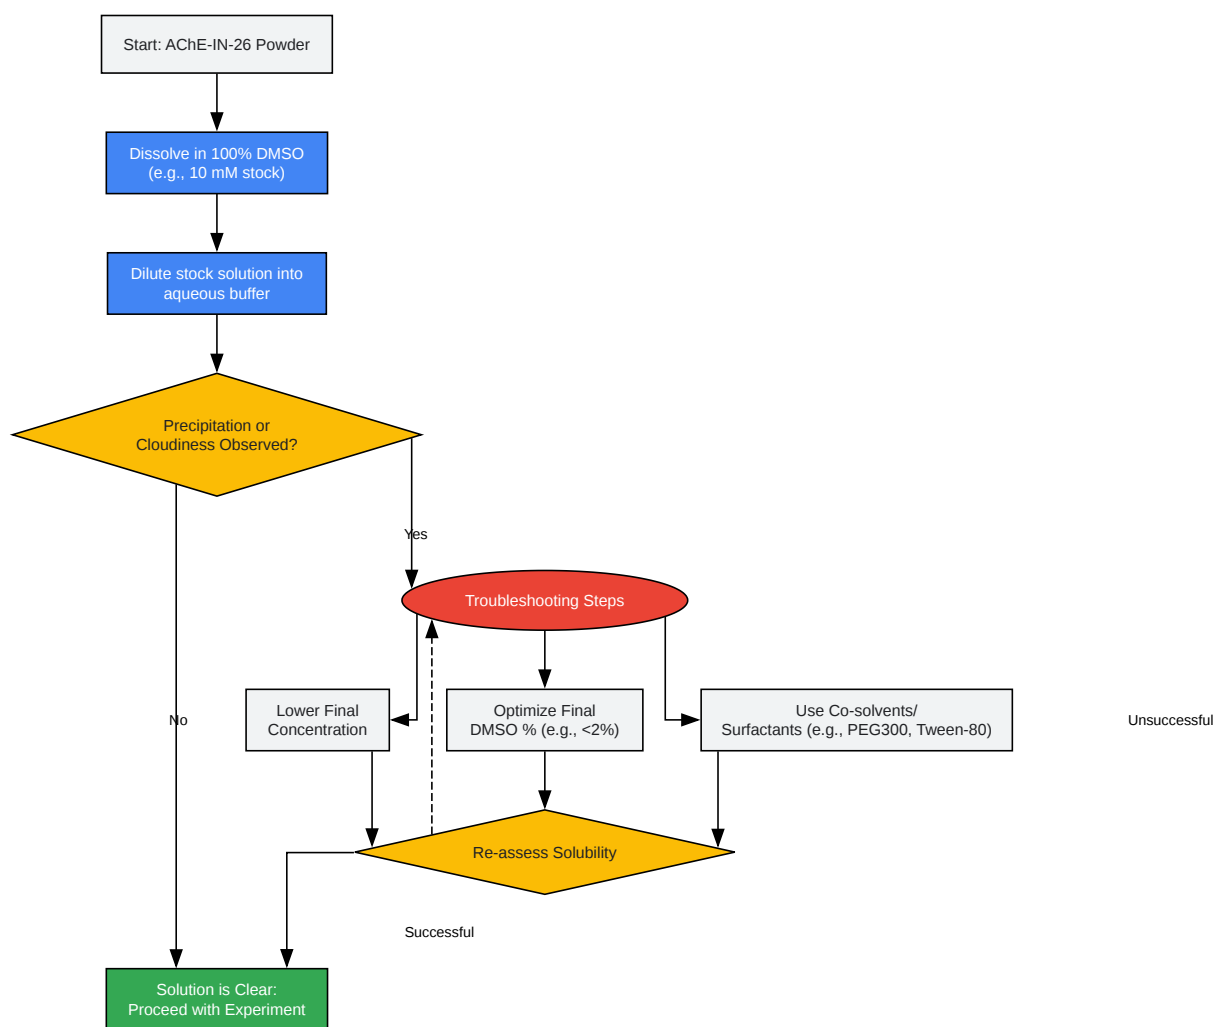 Start: AChE-IN-26 Powder
Dissolve in 100% DMSO
(e.g., 10 mM stock)
Dilute stock solution into
aqueous buffer
Precipitation or
Cloudiness Observed?
Yes
Troubleshooting Steps
Lower Final
Concentration
Optimize Final
DMSO % (e.g., <2%)
Use Co-solvents/
Surfactants (e.g., PEG300, Tween-80)
No
Unsuccessful
Re-assess Solubility
Successful
Solution is Clear:
Proceed with Experiment